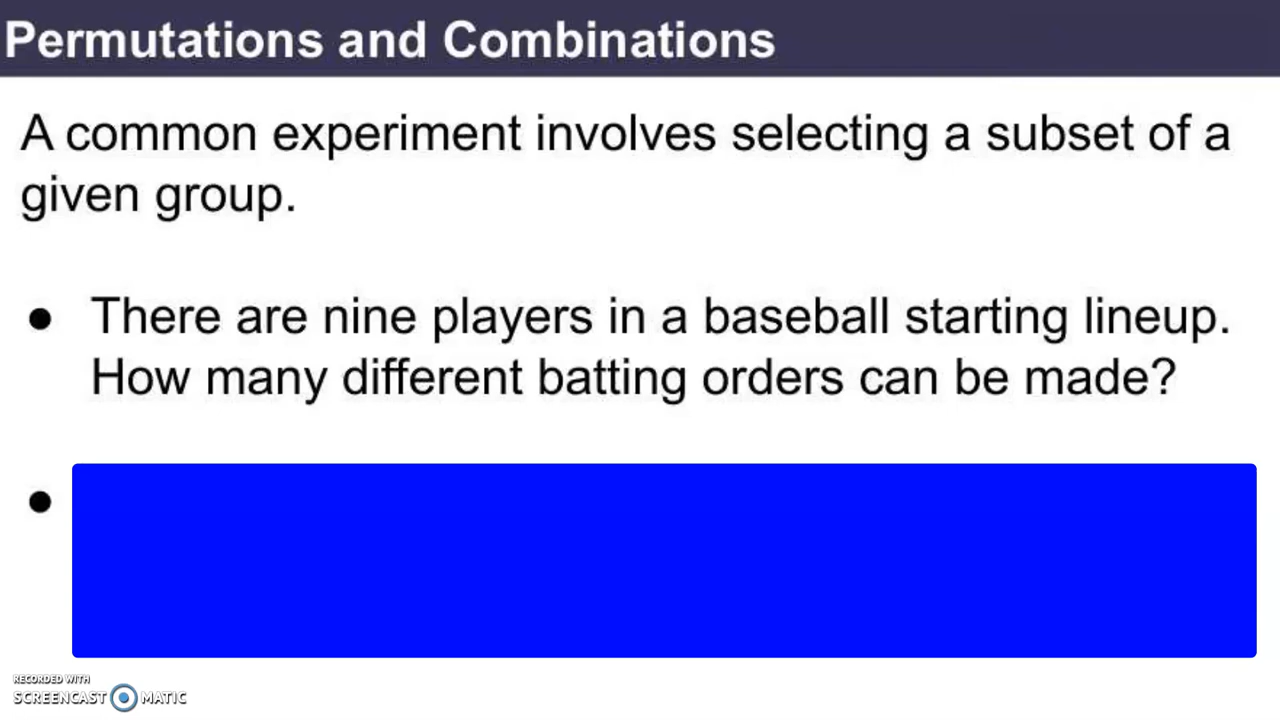 Permutations and Combinations
A common experiment involves selecting a subset of a
given group.
● There are nine players in a baseball starting lineup.
How many different batting orders can be made?
●
RECORDED WITH
SCREENCAST MATIC